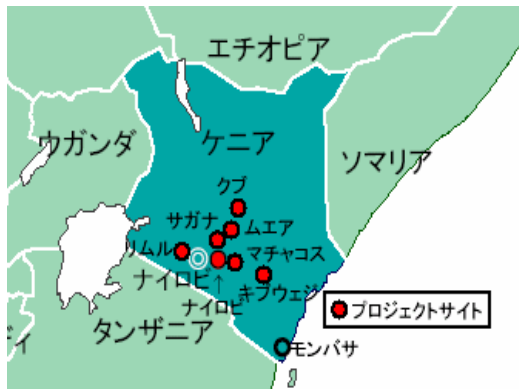 エチオピア
ウガンダ
ケニア
ソマリア
クブ
サガナ
ムエア
リムル
マチャコス
ナイロビ↑
キブウェジ
ナイロビ
タンザニア
プロジェクトサイト
ディ
モンバサ